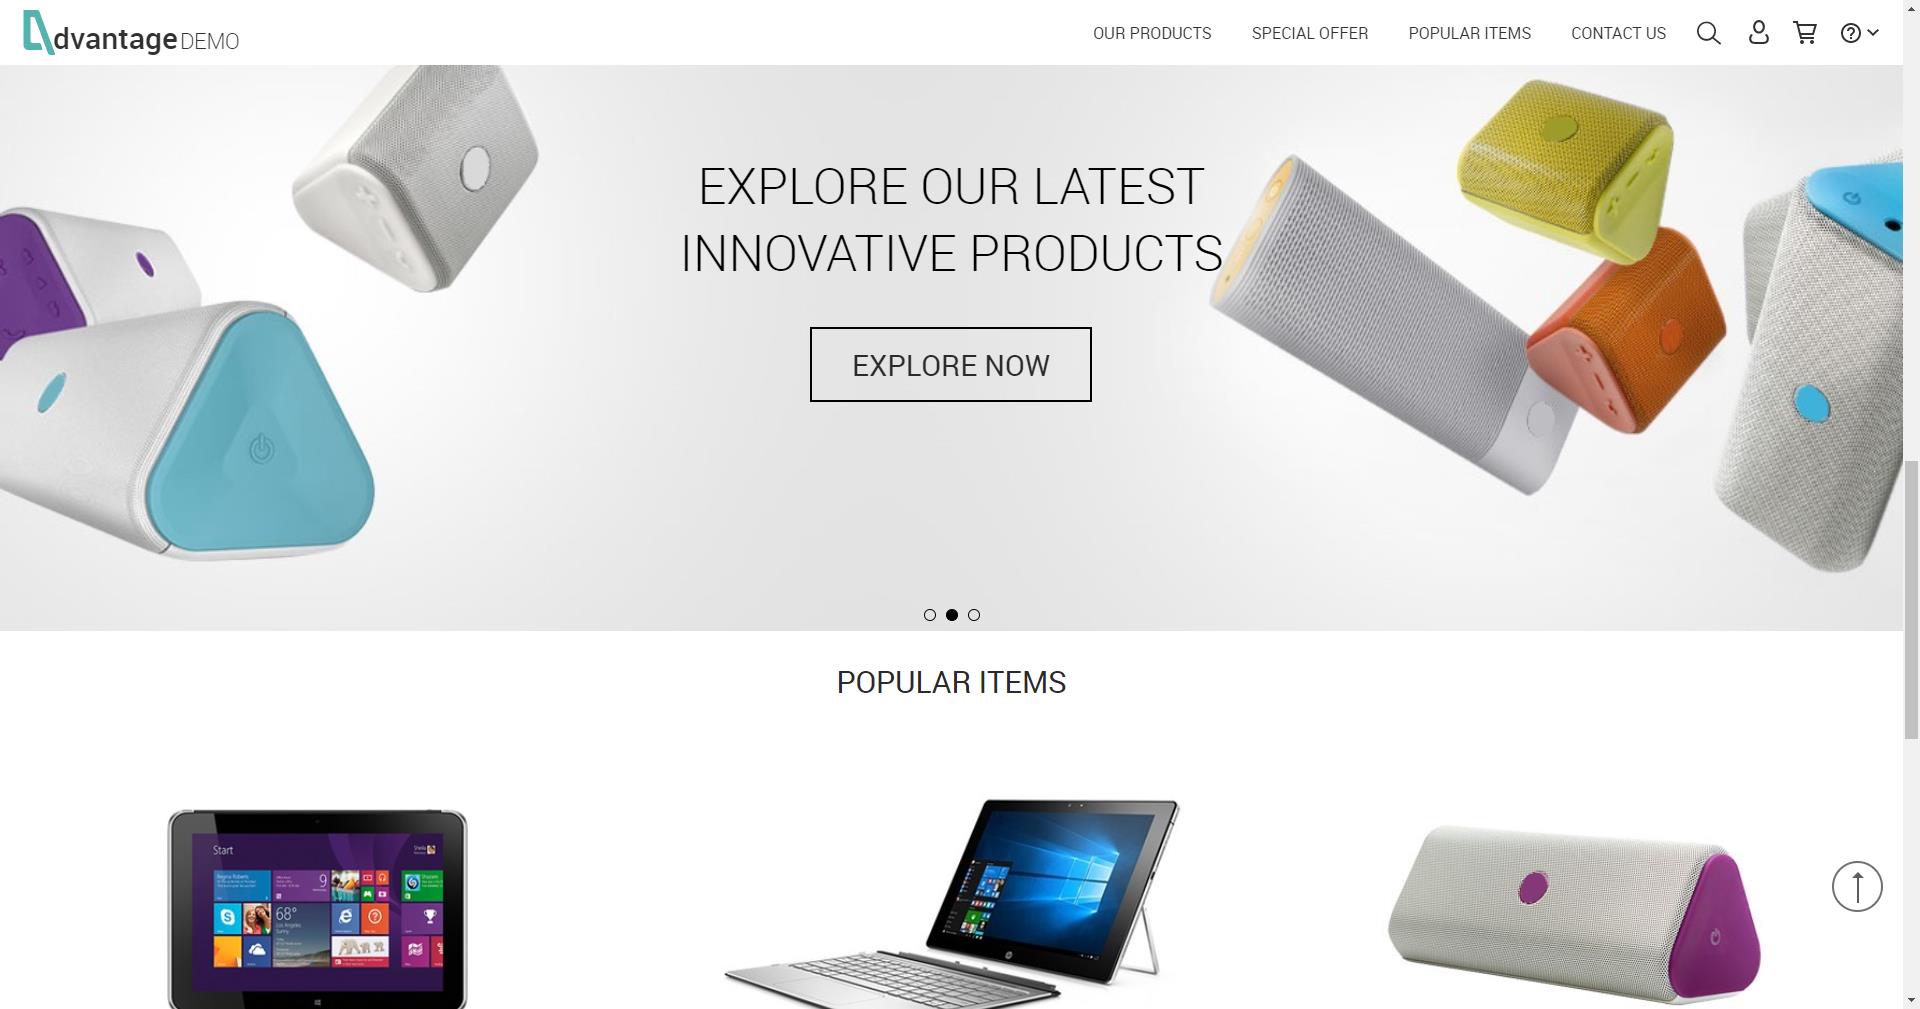 dvantage DEMO
OUR PRODUCTS SPECIAL OFFER POPULAR ITEMS CONTACT US
EXPLORE OUR LATEST
INNOVATIVE PRODUCTS
EXPLORE NOW
POPULAR ITEMS
Start
9
68°